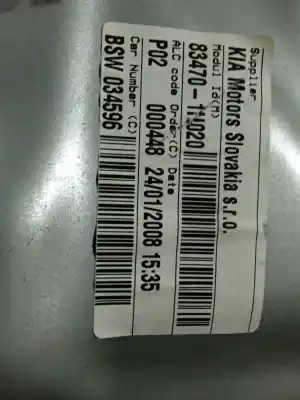 Supplier
KIA Motors Slovakia s.r.o.
Modul Id(M)
83470-1H020
ALC code Order(C) Date
P02 000448 24/01/2008 15:35
Car Number (C)
BSW 034596